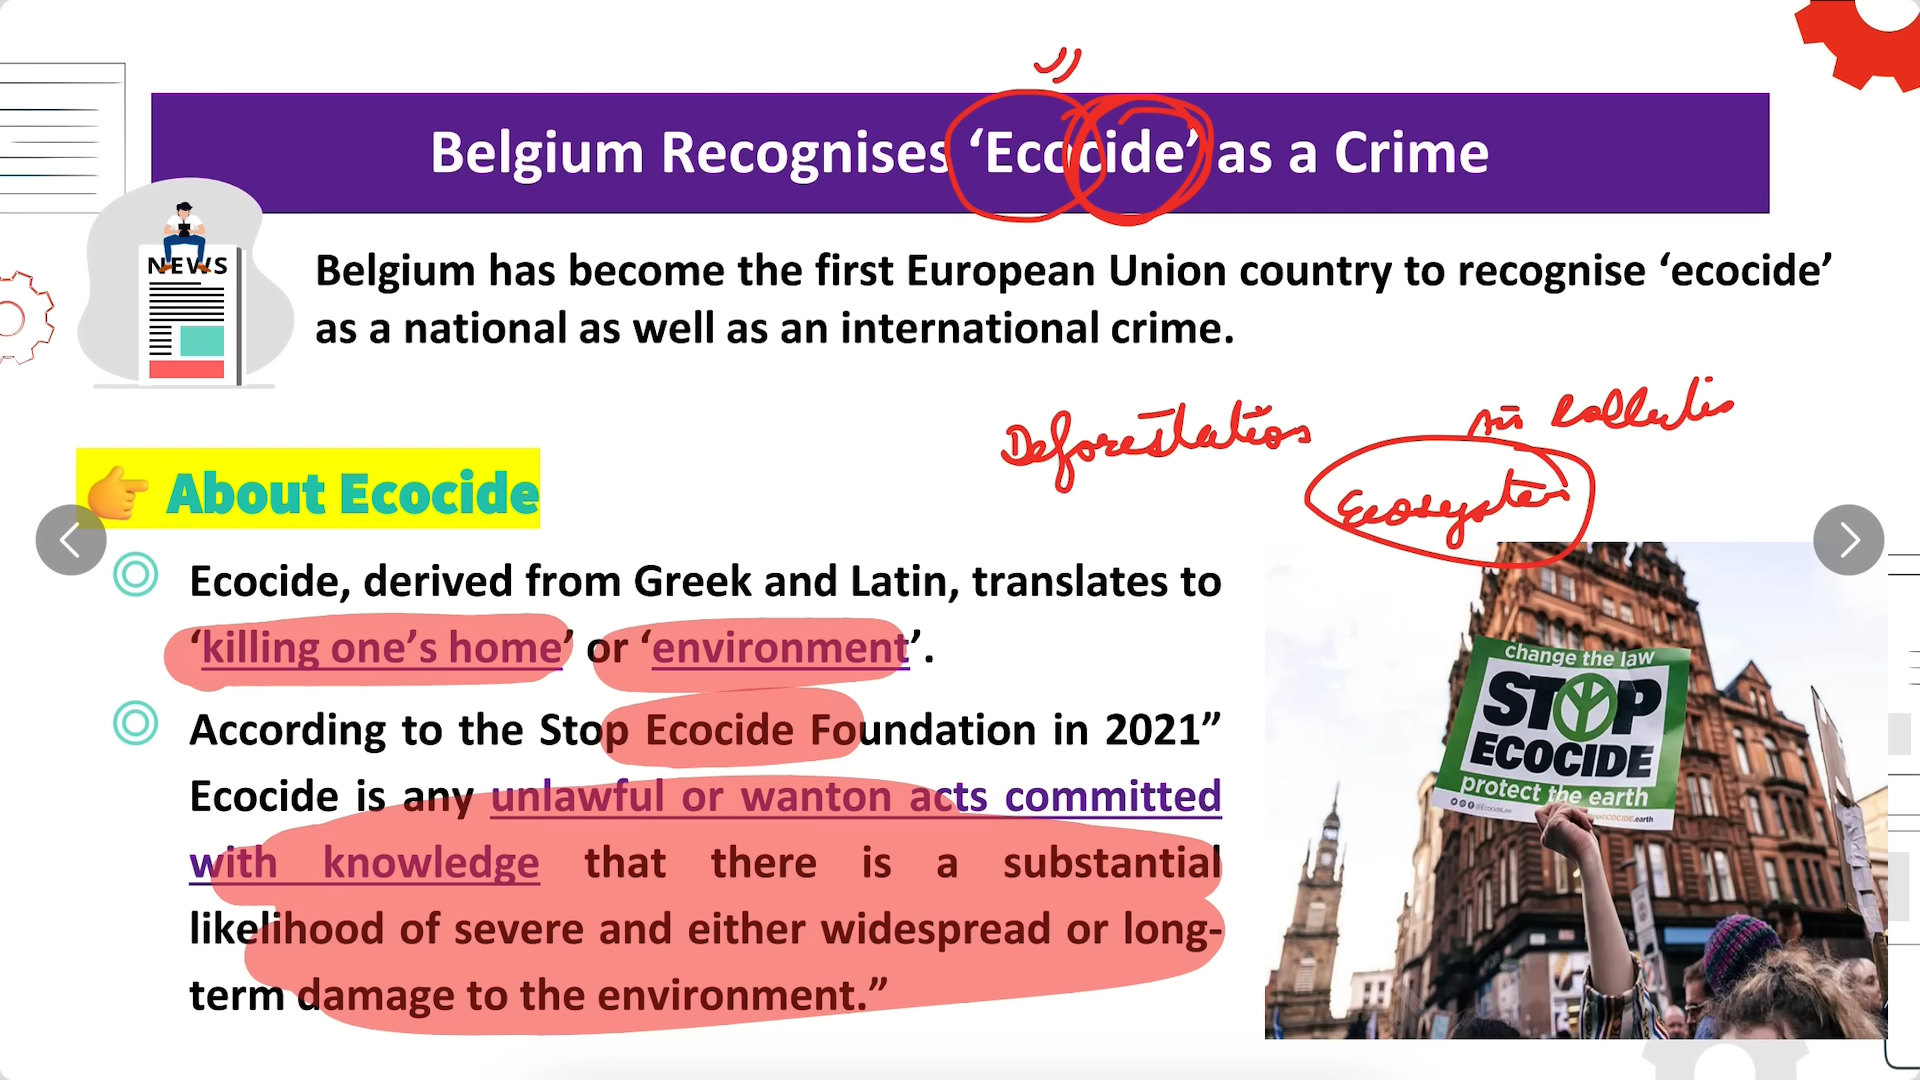 Belgium Recognises ‘Ecocide’ as a Crime
NEWS
Belgium has become the first European Union country to recognise ‘ecocide’
as a national as well as an international crime.
Deforestation
Air Pollution
Ecosystem
👉 About Ecocide
Ecocide, derived from Greek and Latin, translates to
‘killing one’s home’ or ‘environment’.
According to the Stop Ecocide Foundation in 2021”
Ecocide is any unlawful or wanton acts committed
with knowledge that there is a substantial
likelihood of severe and either widespread or long-
term damage to the environment.”
change the law
STOP
ECOCIDE
protect the earth
@EcocideLaw